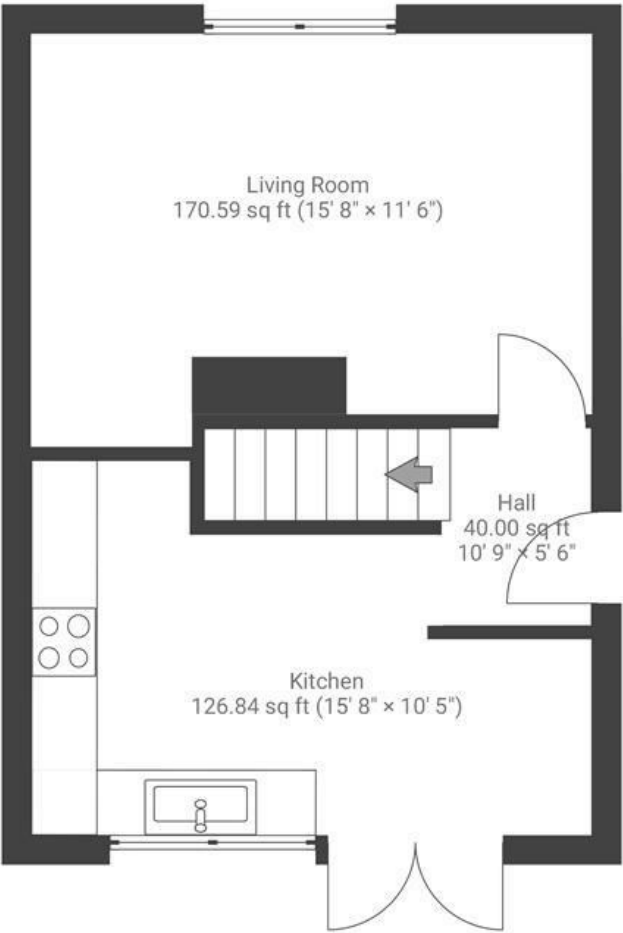 Living Room
170.59 sq ft (15' 8" × 11' 6")
Hall
40.00 sq ft
10' 9" × 5' 6"
Kitchen
126.84 sq ft (15' 8" × 10' 5")